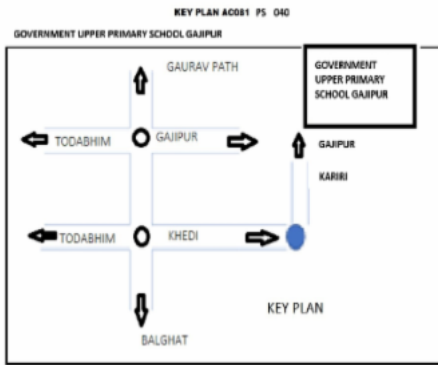 KEY PLAN AC081 PS 040
GOVERNMENT UPPER PRIMARY SCHOOL GAJIPUR
GAURAV PATH
GOVERNMENT
UPPER PRIMARY
SCHOOL GAJIPUR
TODABHIM
GAJIPUR
GAJIPUR
KARIRI
TODABHIM
KHEDI
KEY PLAN
BALGHAT